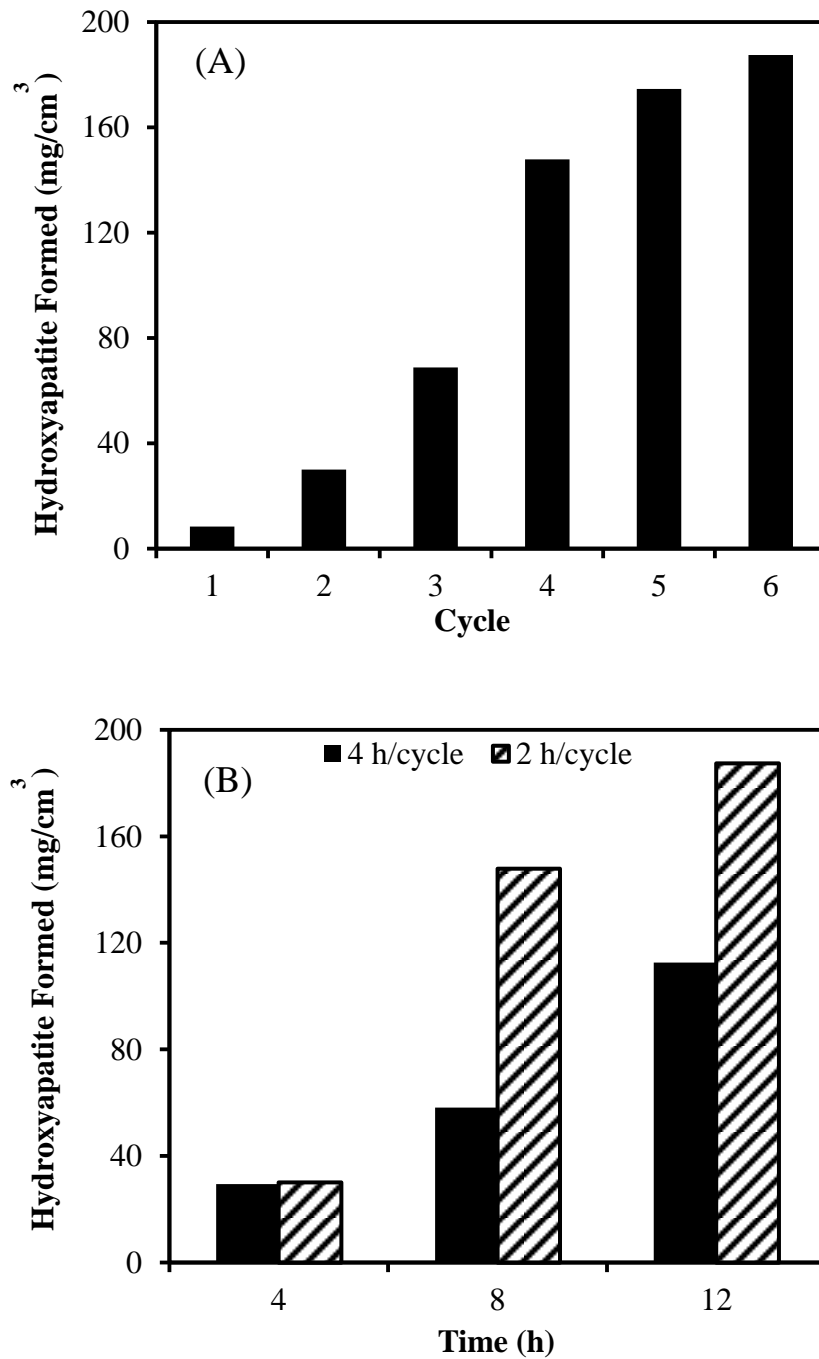 (A)
Hydroxyapatite Formed (mg/cm³)
200
160
120
80
40
0
1 2 3 4 5 6
Cycle
(B)
4 h/cycle 2 h/cycle
Hydroxyapatite Formed (mg/cm³)
200
160
120
80
40
0
4 8 12
Time (h)